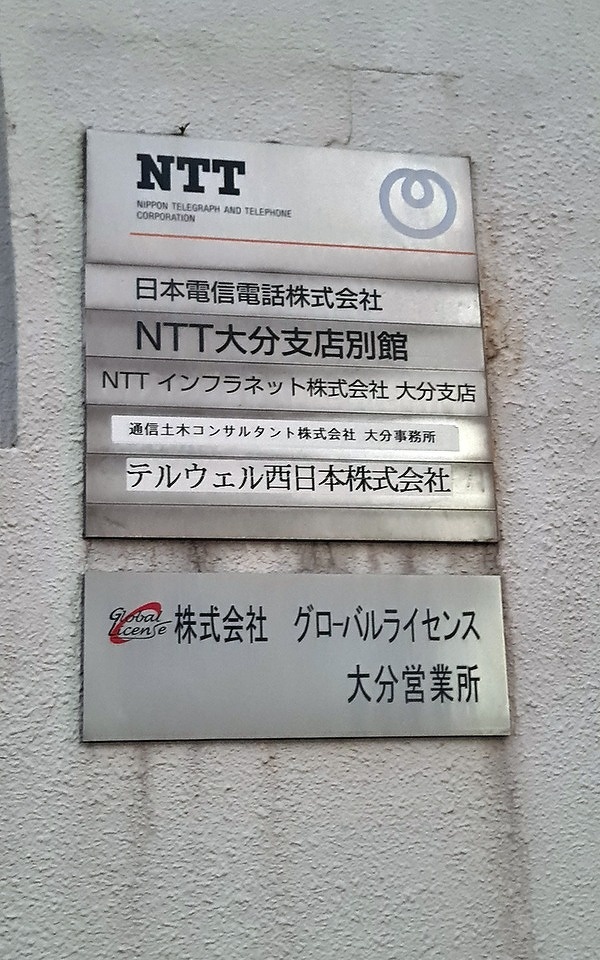 NTT
NIPPON TELEGRAPH AND TELEPHONE
CORPORATION
日本電信電話株式会社
NTT大分支店別館
NTT インフラネット株式会社 大分支店
通信土木コンサルタント株式会社 大分事務所
テルウェル西日本株式会社
Global License 株式会社 グローバルライセンス
大分営業所